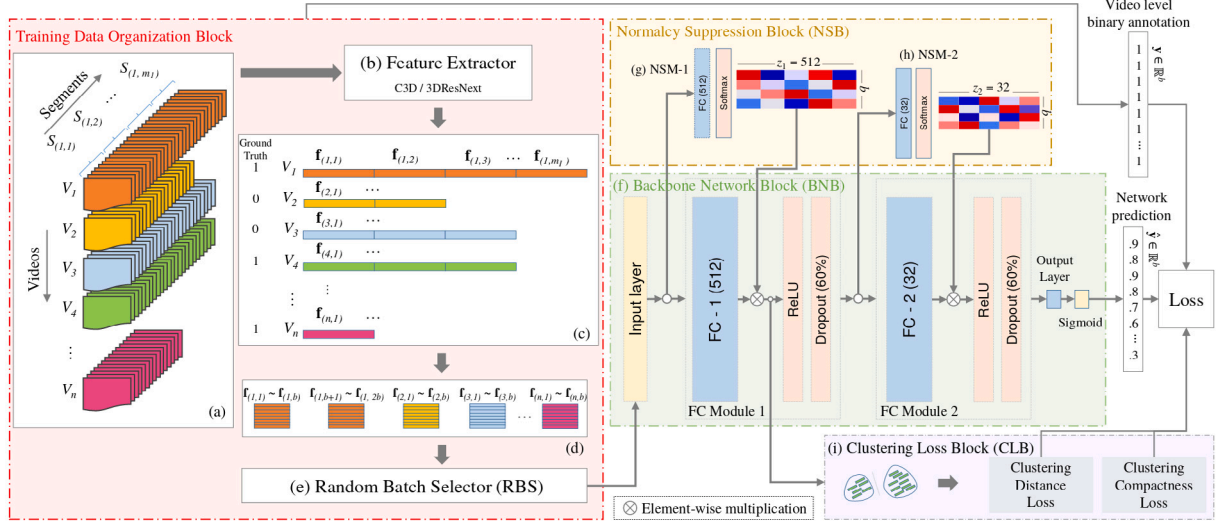 Training Data Organization Block
Segments
S(1, m1)
...
S(1,2)
S(1,1)
V1
V2
V3
V4
⋮
Vn
Videos
(a)
(b) Feature Extractor
C3D / 3DResNext
Ground
Truth
f(1,1) f(1,2) f(1,3) ... f(1,m1)
1 V1
f(2,1) ...
0 V2
f(3,1) ...
0 V3
f(4,1) ...
1 V4
⋮ ⋮
f(n,1) ...
1 Vn
(c)
f(1,1) ~ f(1,b) f(1,b+1) ~ f(1, 2b) f(2,1) ~ f(2,b) f(3,1) ~ f(3,b) ... f(n,1) ~ f(n,b)
(d)
(e) Random Batch Selector (RBS)
Normalcy Suppression Block (NSB)
(g) NSM-1
FC (512)
Softmax
z1 = 512
b
(h) NSM-2
FC (32)
Softmax
z2 = 32
b
(f) Backbone Network Block (BNB)
Input layer
FC - 1 (512)
ReLU
Dropout (60%)
FC Module 1
FC - 2 (32)
ReLU
Dropout (60%)
FC Module 2
Output
Layer
Sigmoid
Video level
binary annotation
1
1
1
1
1
1
1
...
1
y ∈ ℝb
Network
prediction
.9
.8
.9
.8
.7
.6
...
.3
ŷ ∈ ℝb
Loss
(i) Clustering Loss Block (CLB)
Clustering
Distance
Loss
Clustering
Compactness
Loss
⊗ Element-wise multiplication